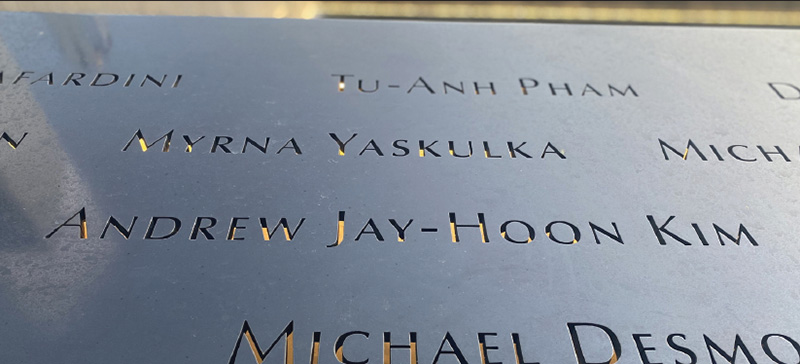 TU-ANH PHAM
MYRNA YASKULKA
ANDREW JAY-HOON KIM
MICHAEL